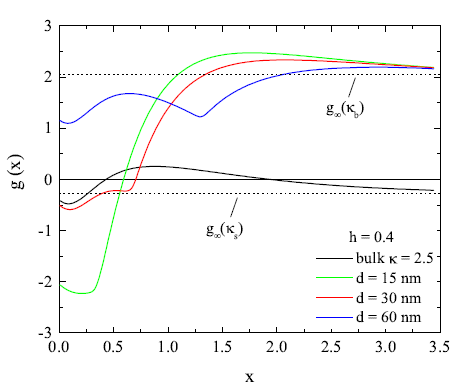 3
2
1
0
-1
-2
-3
g (x)
g∞(κb)
g∞(κs)
h = 0.4
bulk κ = 2.5
d = 15 nm
d = 30 nm
d = 60 nm
0.0 0.5 1.0 1.5 2.0 2.5 3.0 3.5
x